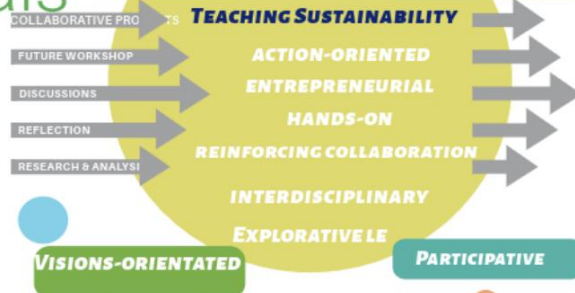 COLLABORATIVE PROJECTS
TEACHING SUSTAINABILITY
FUTURE WORKSHOP
ACTION-ORIENTED
DISCUSSIONS
ENTREPRENEURIAL
HANDS-ON
REFLECTION
REINFORCING COLLABORATION
RESEARCH & ANALYSI
INTERDISCIPLINARY
EXPLORATIVE LE
VISIONS-ORIENTATED
PARTICIPATIVE